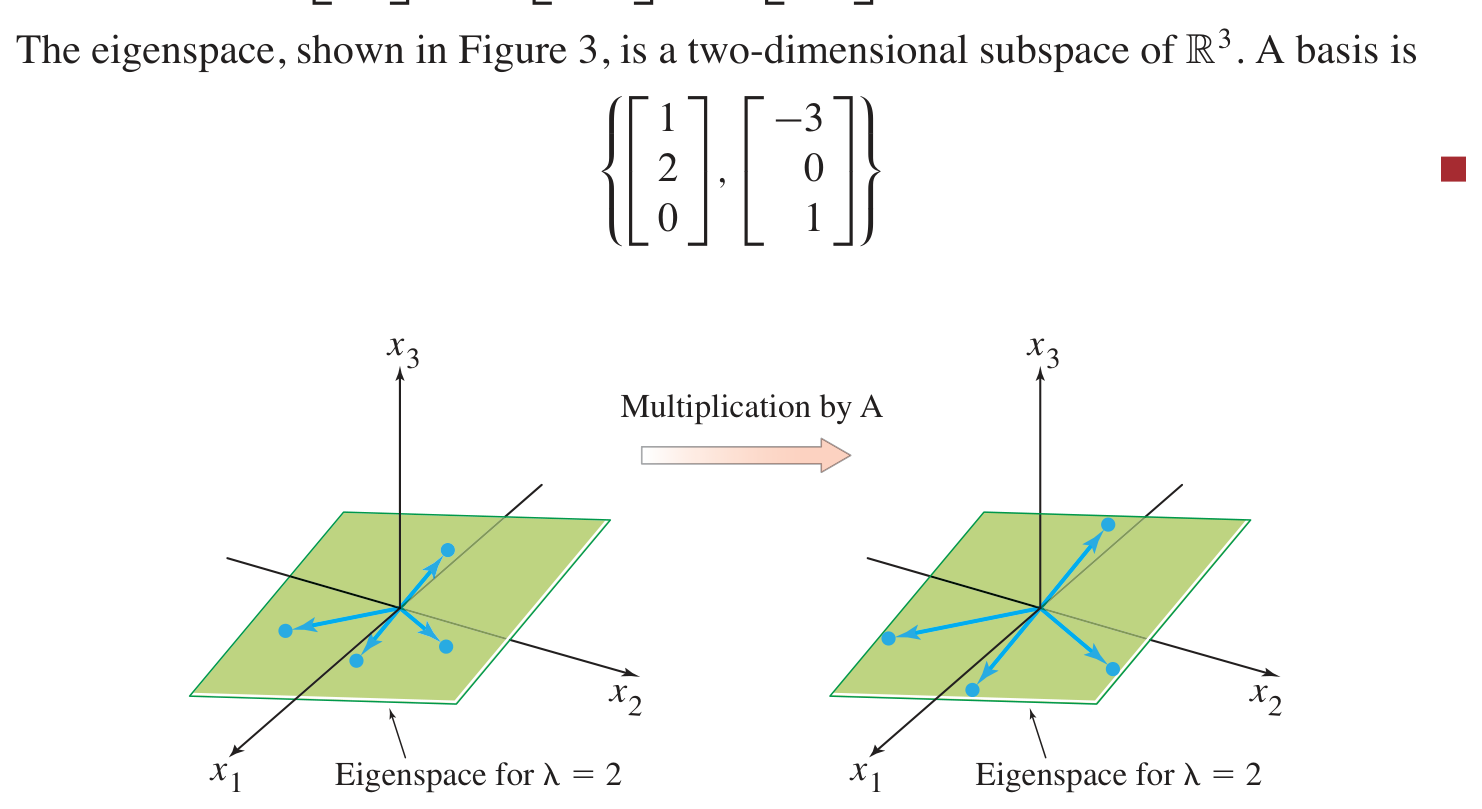 The eigenspace, shown in Figure 3, is a two-dimensional subspace of ℝ³. A basis is
{[1 2 0], [−3 0 1]}
x₃
x₃
Multiplication by A
x₂
x₂
x₁
Eigenspace for λ = 2
x₁
Eigenspace for λ = 2